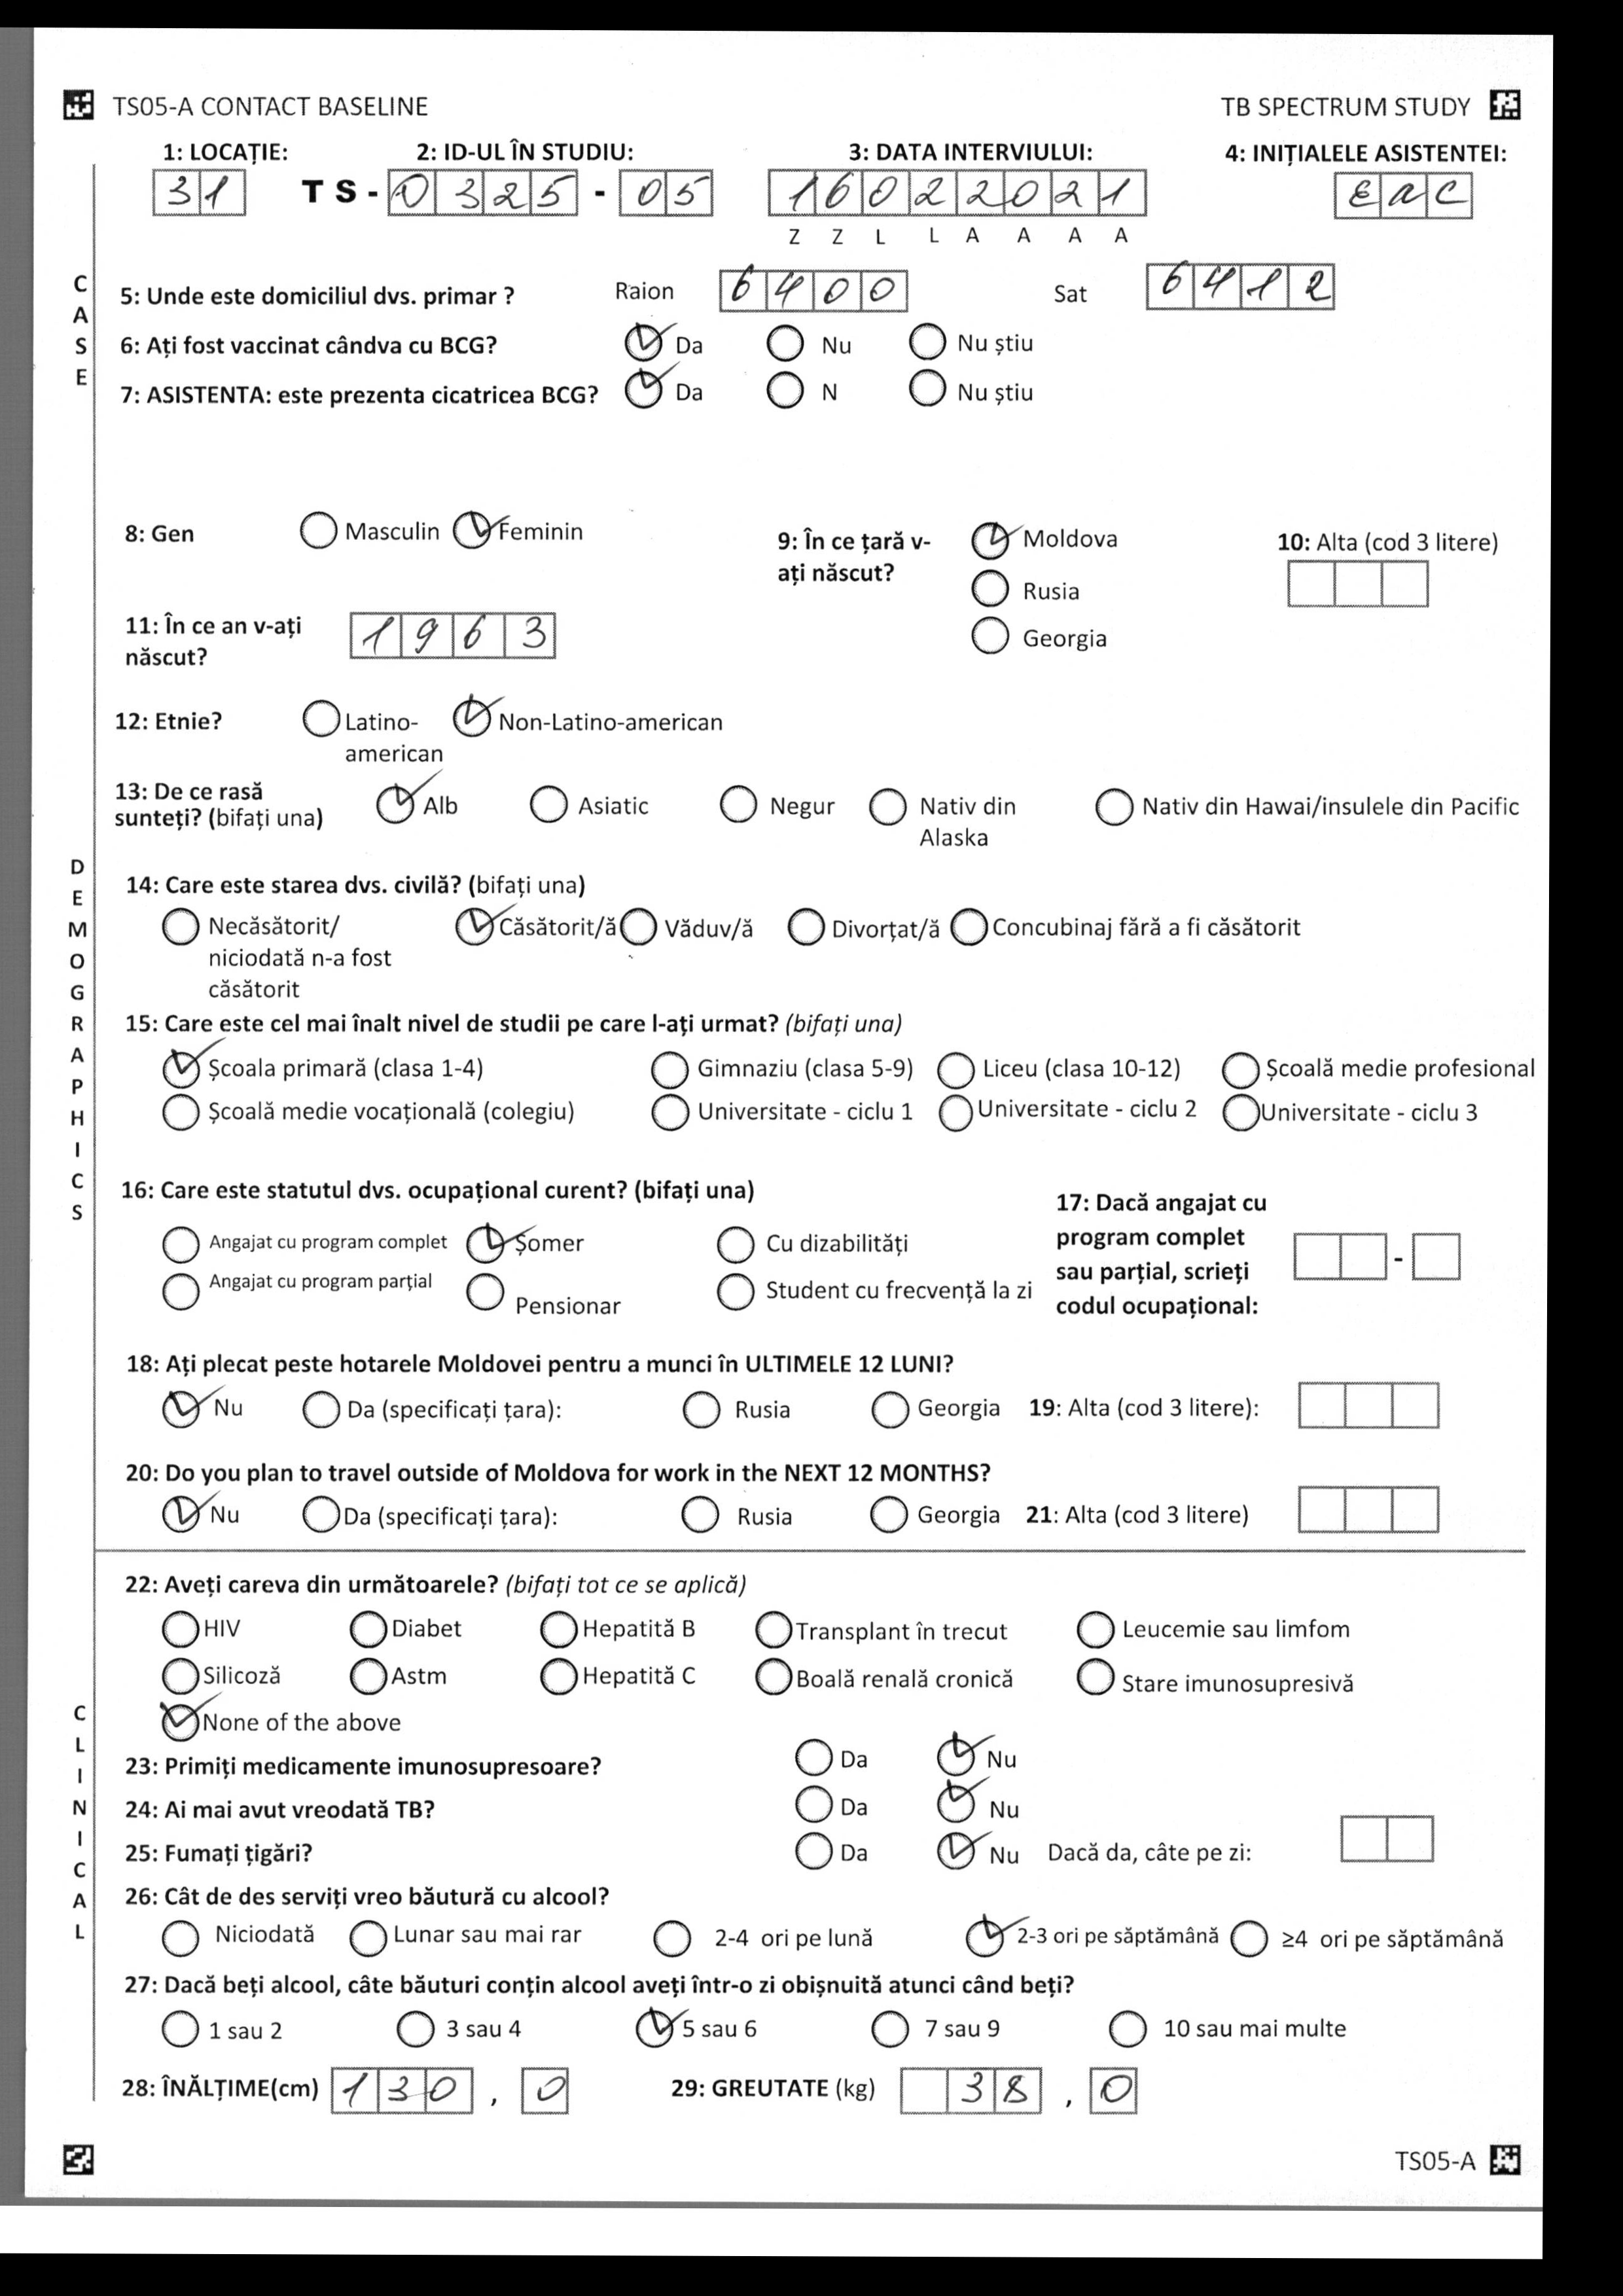 TS05-A CONTACT BASELINE TB SPECTRUM STUDY
1: LOCAȚIE: 2: ID-UL ÎN STUDIU: 3: DATA INTERVIULUI: 4: INIȚIALELE ASISTENTEI:
31 TS-0325-05 16022021 EAC
Z Z L L A A A A
CASE
5: Unde este domiciliul dvs. primar ? Raion 6400 Sat 6412
6: Ați fost vaccinat cândva cu BCG? Da Nu Nu știu
7: ASISTENTA: este prezenta cicatricea BCG? Da N Nu știu
DEMOGRAPHICS
8: Gen Masculin Feminin
9: În ce țară v-
ați născut?
Moldova
Rusia
Georgia
10: Alta (cod 3 litere)
11: În ce an v-ați
născut?
1963
12: Etnie? Latino-
american
Non-Latino-american
13: De ce rasă
sunteți? (bifați una)
Alb Asiatic Negur Nativ din
Alaska
Nativ din Hawai/insulele din Pacific
14: Care este starea dvs. civilă? (bifați una)
Necăsătorit/
niciodată n-a fost
căsătorit
Căsătorit/ă Văduv/ă Divorțat/ă Concubinaj fără a fi căsătorit
15: Care este cel mai înalt nivel de studii pe care l-ați urmat? (bifați una)
Școala primară (clasa 1-4) Gimnaziu (clasa 5-9) Liceu (clasa 10-12) Școală medie profesional
Școală medie vocațională (colegiu) Universitate - ciclu 1 Universitate - ciclu 2 Universitate - ciclu 3
16: Care este statutul dvs. ocupațional curent? (bifați una)
Angajat cu program complet Șomer Cu dizabilități
Angajat cu program parțial Pensionar Student cu frecvență la zi
17: Dacă angajat cu
program complet
sau parțial, scrieți
codul ocupațional:
-
18: Ați plecat peste hotarele Moldovei pentru a munci în ULTIMELE 12 LUNI?
Nu Da (specificați țara): Rusia Georgia 19: Alta (cod 3 litere):
20: Do you plan to travel outside of Moldova for work in the NEXT 12 MONTHS?
Nu Da (specificați țara): Rusia Georgia 21: Alta (cod 3 litere)
CLINICAL
22: Aveți careva din următoarele? (bifați tot ce se aplică)
HIV Diabet Hepatită B Transplant în trecut Leucemie sau limfom
Silicoză Astm Hepatită C Boală renală cronică Stare imunosupresivă
None of the above
23: Primiți medicamente imunosupresoare? Da Nu
24: Ai mai avut vreodată TB? Da Nu
25: Fumați țigări? Da Nu Dacă da, câte pe zi:
26: Cât de des serviți vreo băutură cu alcool?
Niciodată Lunar sau mai rar 2-4 ori pe lună 2-3 ori pe săptămână ≥4 ori pe săptămână
27: Dacă beți alcool, câte băuturi conțin alcool aveți într-o zi obișnuită atunci când beți?
1 sau 2 3 sau 4 5 sau 6 7 sau 9 10 sau mai multe
28: ÎNĂLȚIME(cm) 130 , 0 29: GREUTATE (kg) 38 , 0
TS05-A